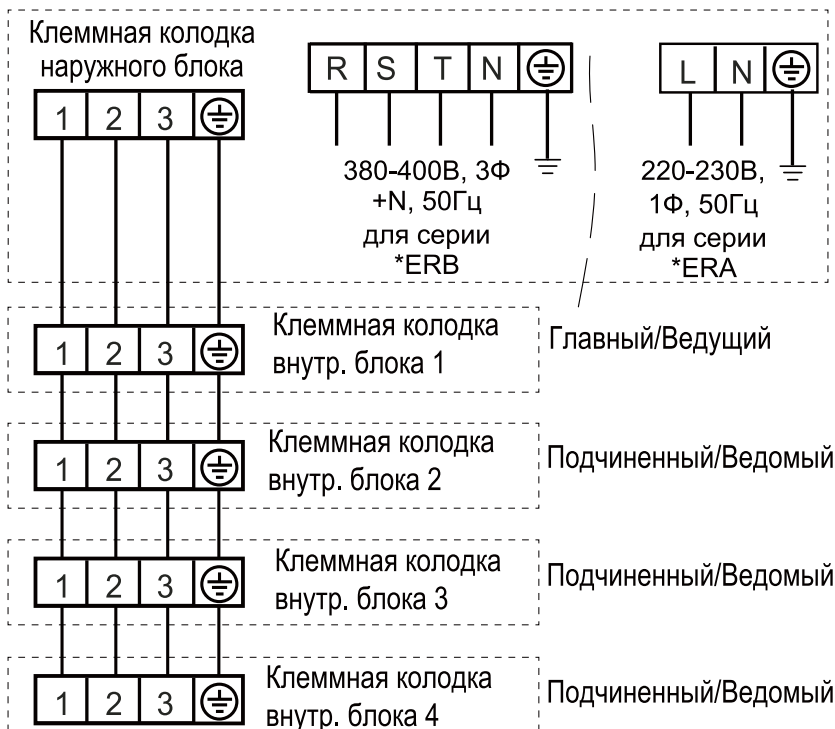 Клеммная колодка
наружного блока
1 2 3
R S T N
380-400В, 3Ф
+N, 50Гц
для серии
*ERB
L N
220-230В,
1Ф, 50Гц
для серии
*ERA
1 2 3
Клеммная колодка
внутр. блока 1
Главный/Ведущий
1 2 3
Клеммная колодка
внутр. блока 2
Подчиненный/Ведомый
1 2 3
Клеммная колодка
внутр. блока 3
Подчиненный/Ведомый
1 2 3
Клеммная колодка
внутр. блока 4
Подчиненный/Ведомый